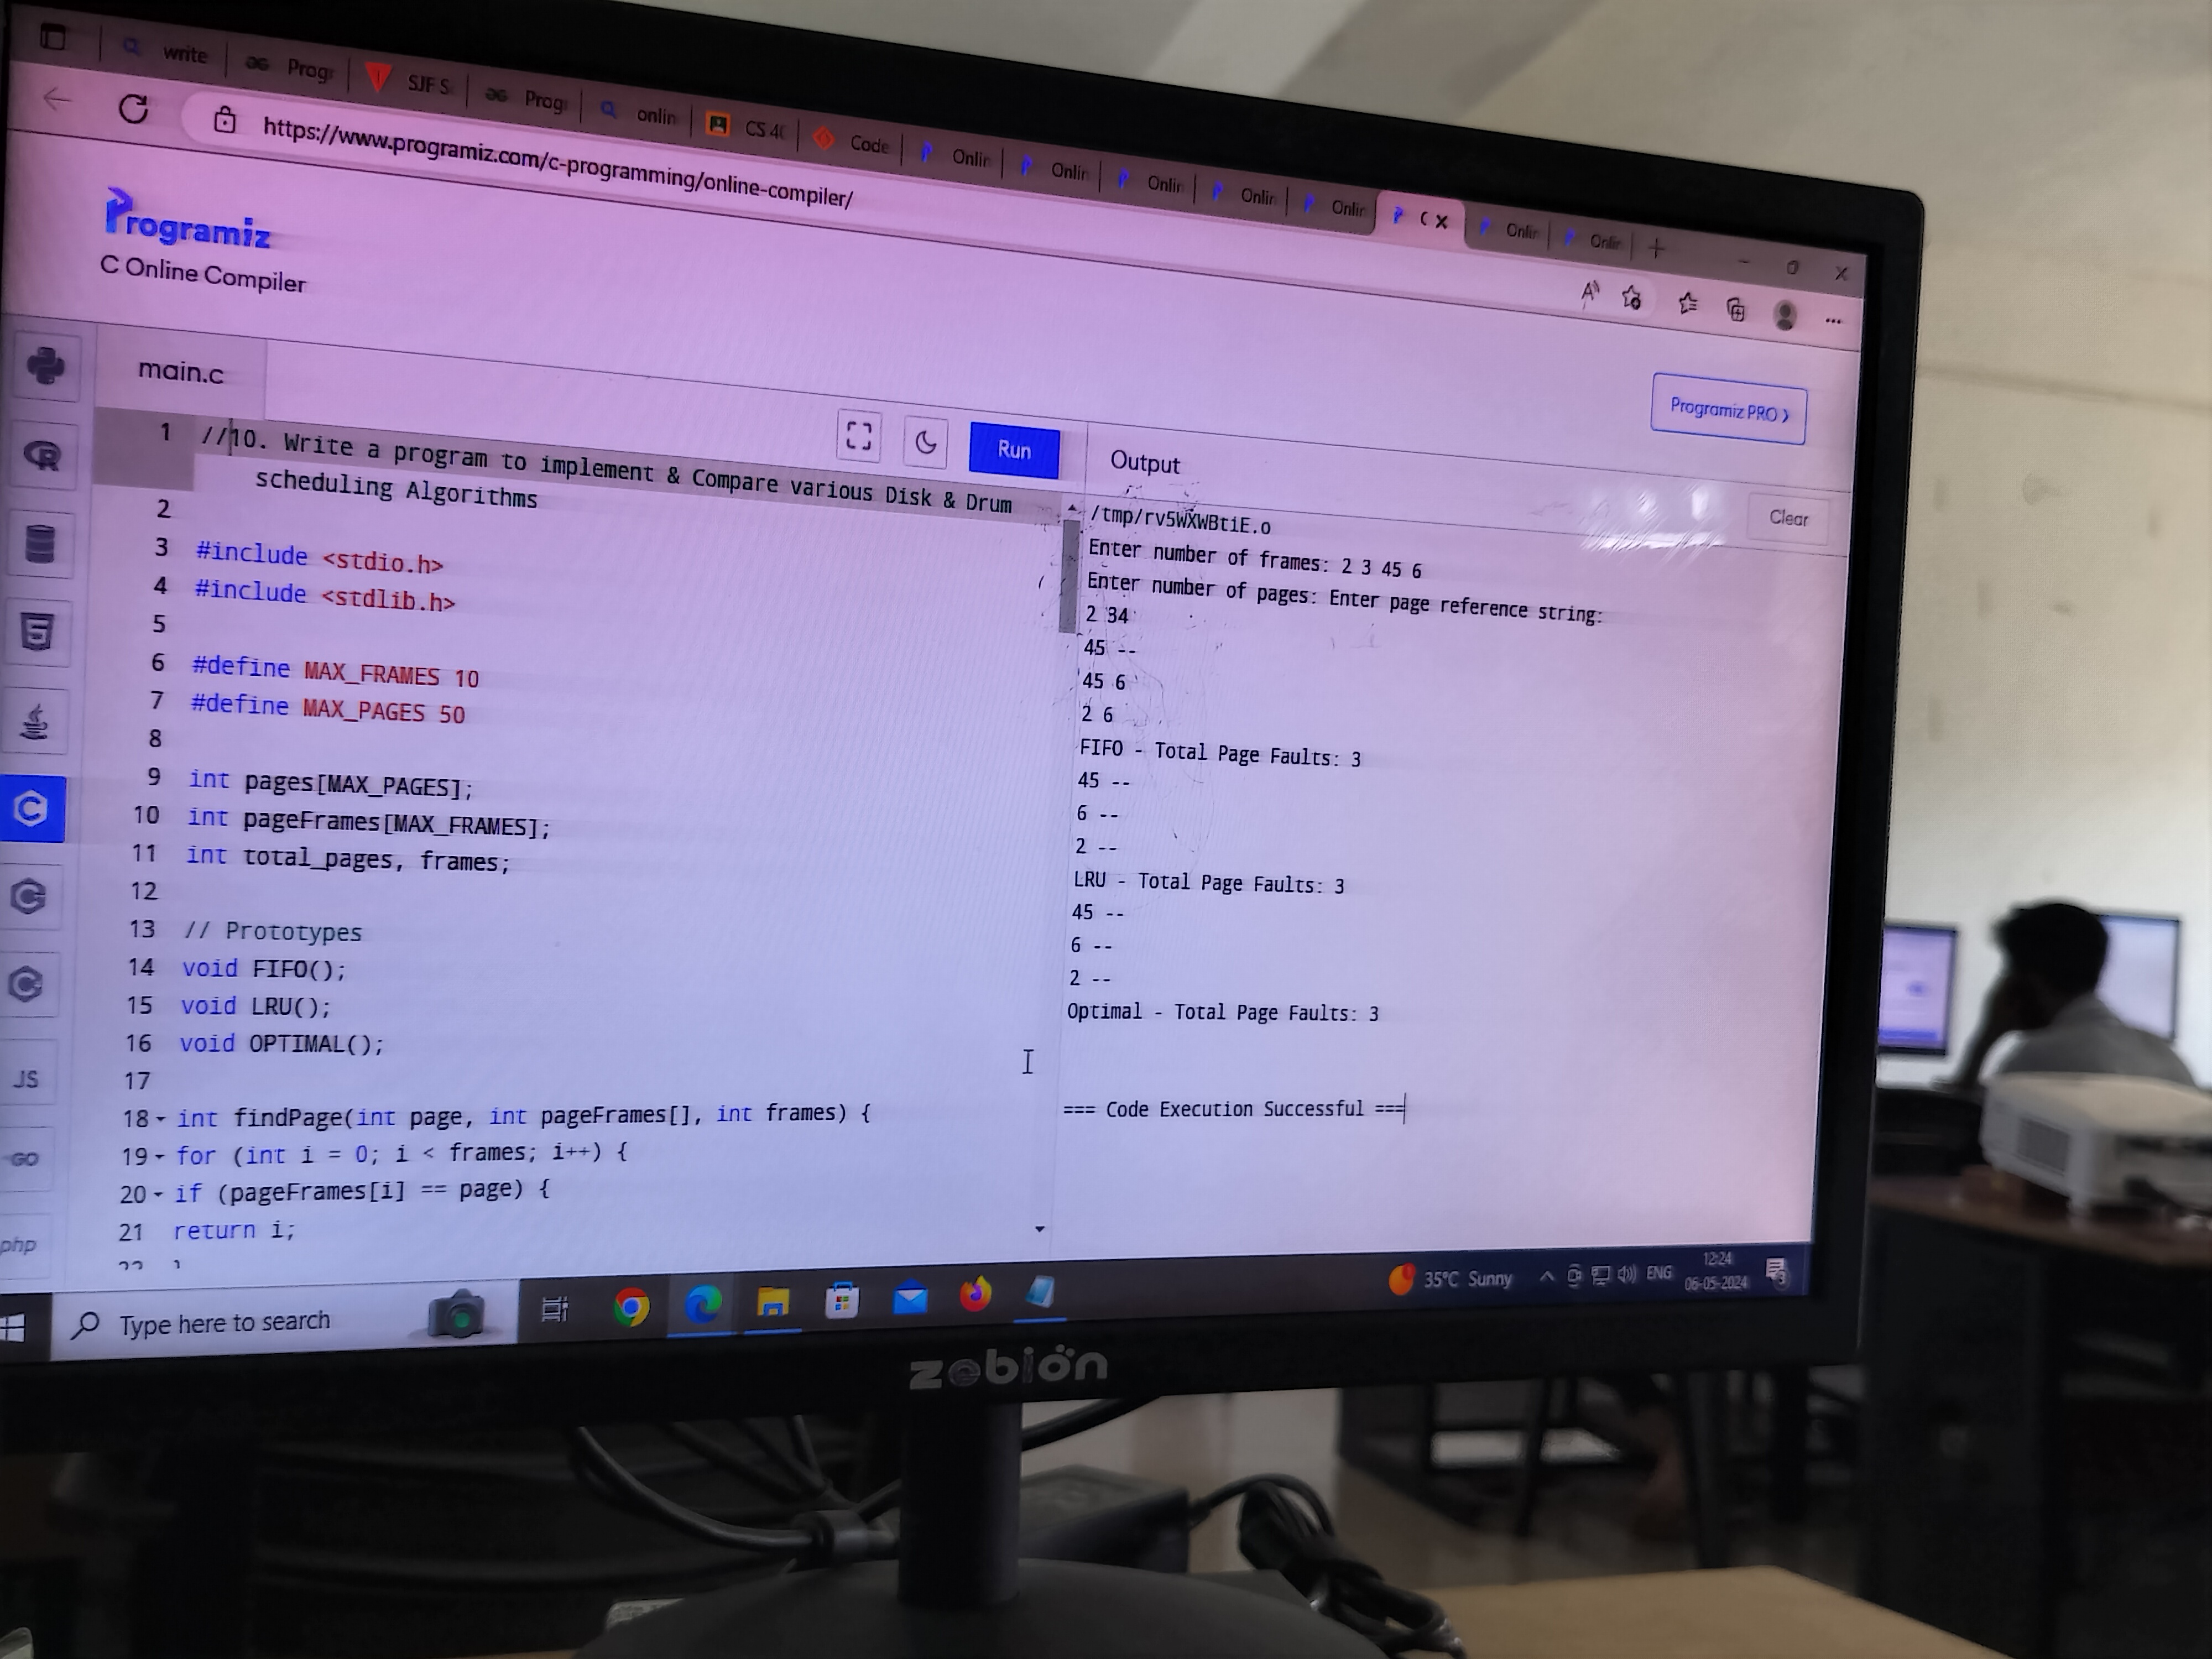 write
Progr
SJF S
Prog
onlin
CS 4
Code
Onlin
Onlin
Onlin
Onlin
Onlin
Onlin
Onlin
https://www.programiz.com/c-programming/online-compiler/
Programiz
C Online Compiler
Programiz PRO >
main.c
Run
Output
Clear
1 //10. Write a program to implement & Compare various Disk & Drum
scheduling Algorithms
2
3 #include <stdio.h>
4 #include <stdlib.h>
5
6 #define MAX_FRAMES 10
7 #define MAX_PAGES 50
8
9 int pages[MAX_PAGES];
10 int pageFrames[MAX_FRAMES];
11 int total_pages, frames;
12
13 // Prototypes
14 void FIFO();
15 void LRU();
16 void OPTIMAL();
17
18 int findPage(int page, int pageFrames[], int frames) {
19 for (int i = 0; i < frames; i++) {
20 if (pageFrames[i] == page) {
21 return i;
/tmp/rv5WXWBtiE.o
Enter number of frames: 2 3 45 6
Enter number of pages: Enter page reference string:
2 34
45 --
45 6
2 6
FIFO - Total Page Faults: 3
45 --
6 --
2 --
LRU - Total Page Faults: 3
45 --
6 --
2 --
Optimal - Total Page Faults: 3
=== Code Execution Successful ===
JS
GO
php
Type here to search
35°C Sunny
ENG
12:24
06-05-2024
3
zebion